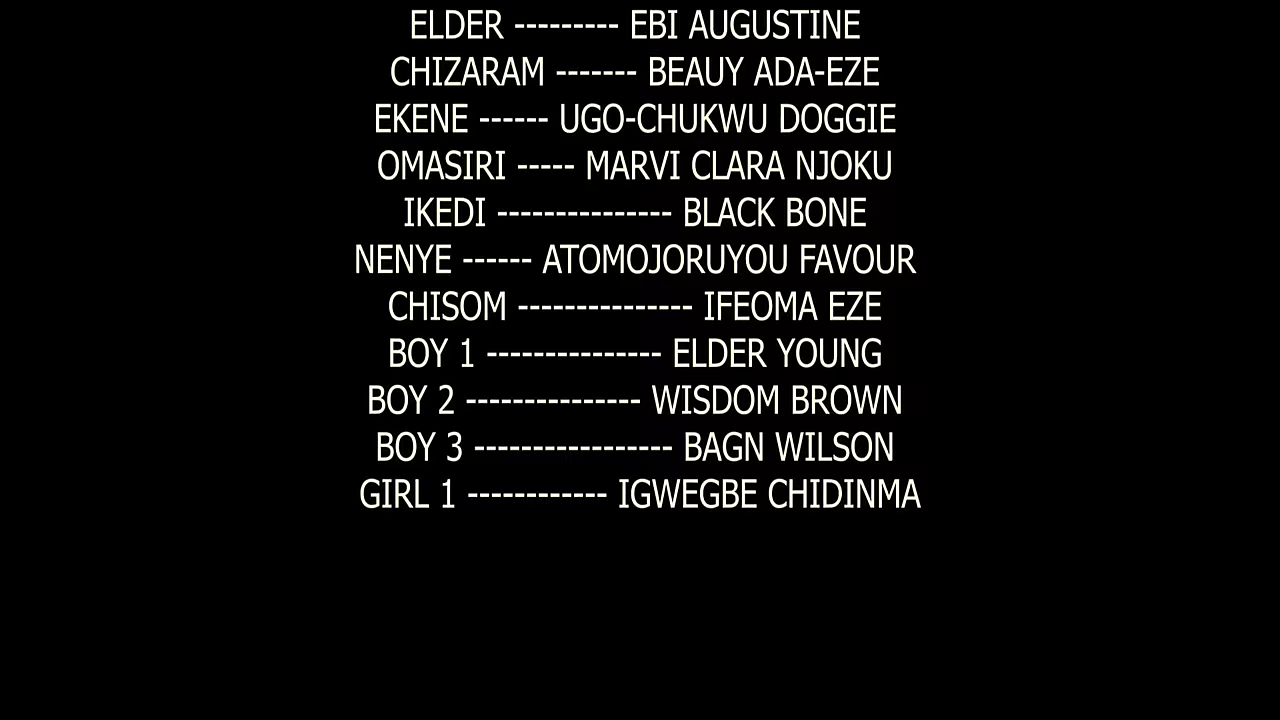 ELDER --------- EBI AUGUSTINE
CHIZARAM ------- BEAUY ADA-EZE
EKENE ------ UGO-CHUKWU DOGGIE
OMASIRI ----- MARVI CLARA NJOKU
IKEDI --------------- BLACK BONE
NENYE ------ ATOMOJORUYOU FAVOUR
CHISOM --------------- IFEOMA EZE
BOY 1 --------------- ELDER YOUNG
BOY 2 --------------- WISDOM BROWN
BOY 3 ----------------- BAGN WILSON
GIRL 1 ------------ IGWEGBE CHIDINMA